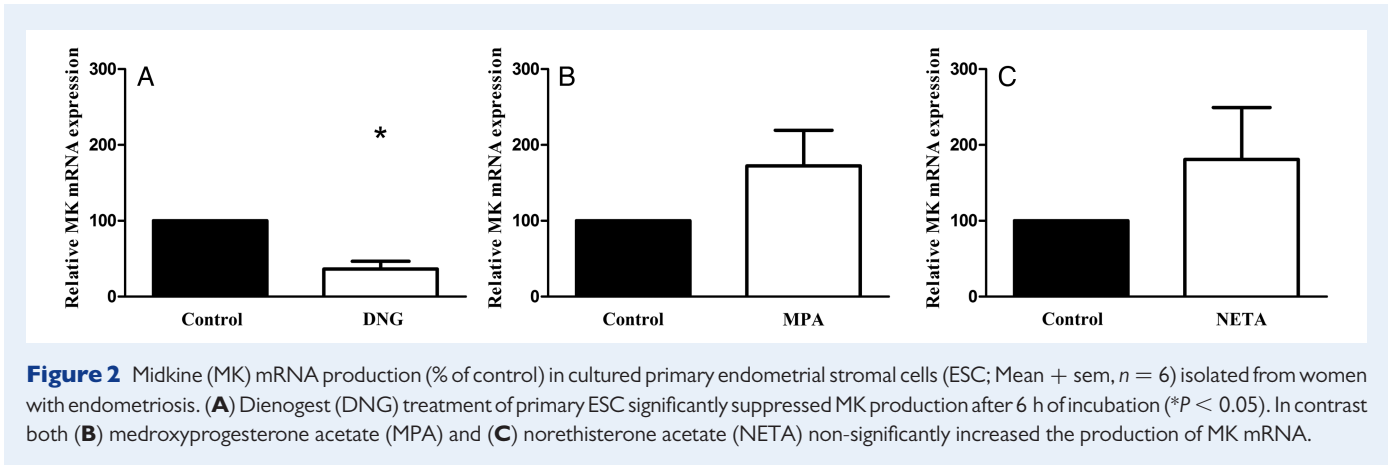 Relative MK mRNA expression
300
200
100
0
A
*
Control
DNG
Relative MK mRNA expression
300
200
100
0
B
Control
MPA
Relative MK mRNA expression
300
200
100
0
C
Control
NETA
Figure 2 Midkine (MK) mRNA production (% of control) in cultured primary endometrial stromal cells (ESC; Mean + sem, n = 6) isolated from women
with endometriosis. (A) Dienogest (DNG) treatment of primary ESC significantly suppressed MK production after 6 h of incubation (*P < 0.05). In contrast
both (B) medroxyprogesterone acetate (MPA) and (C) norethisterone acetate (NETA) non-significantly increased the production of MK mRNA.